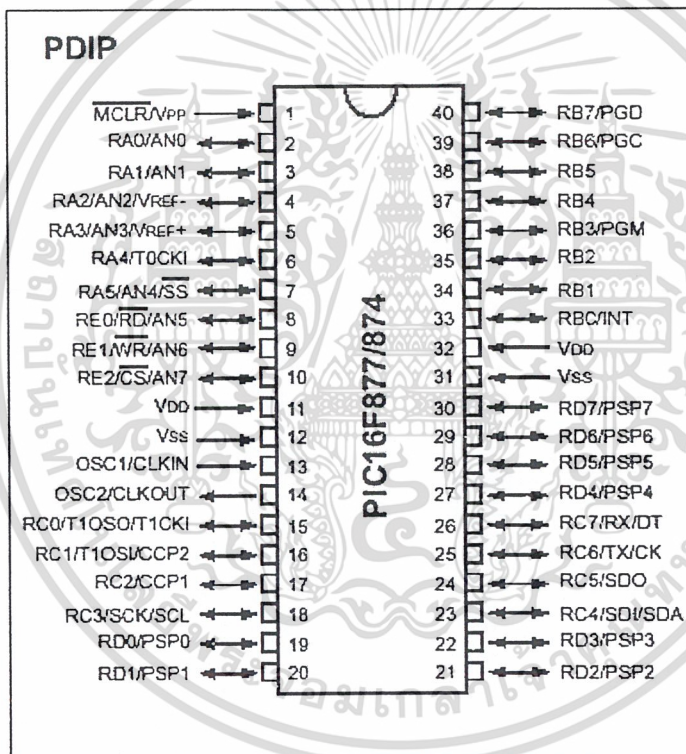 PDIP
MCLR/VPP 1 40 RB7/PGD
RA0/AN0 2 39 RB6/PGC
RA1/AN1 3 38 RB5
RA2/AN2/VREF- 4 37 RB4
RA3/AN3/VREF+ 5 36 RB3/PGM
RA4/T0CKI 6 35 RB2
RA5/AN4/SS 7 34 RB1
RE0/RD/AN5 8 33 RBC/INT
RE1/WR/AN6 9 32 VDD
RE2/CS/AN7 10 31 VSS
VDD 11 30 RD7/PSP7
VSS 12 29 RD6/PSP6
OSC1/CLKIN 13 28 RD5/PSP5
OSC2/CLKOUT 14 27 RD4/PSP4
RC0/T1OSO/T1CKI 15 26 RC7/RX/DT
RC1/T1OSI/CCP2 16 25 RC6/TX/CK
RC2/CCP1 17 24 RC5/SDO
RC3/SCK/SCL 18 23 RC4/SDI/SDA
RD0/PSP0 19 22 RD3/PSP3
RD1/PSP1 20 21 RD2/PSP2
PIC16F877/874